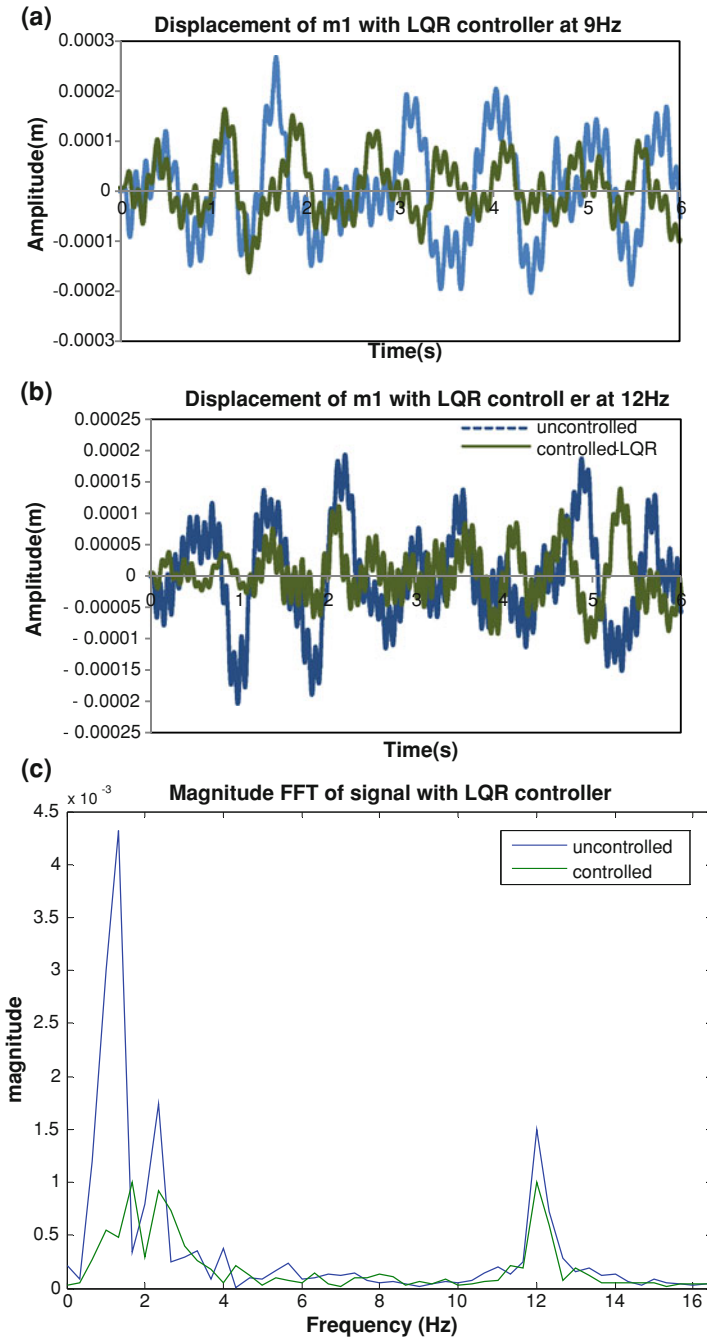 (a)
Displacement of m1 with LQR controller at 9Hz
0.0003
0.0002
0.0001
0
-0.0001
-0.0002
-0.0003
Amplitude(m)
0 1 2 3 4 5 6
Time(s)
(b)
Displacement of m1 with LQR controll er at 12Hz
uncontrolled
controlled-LQR
0.00025
0.0002
0.00015
0.0001
0.00005
0
- 0.00005
- 0.0001
- 0.00015
- 0.0002
- 0.00025
Amplitude(m)
0 1 2 3 4 5 6
Time(s)
(c)
Magnitude FFT of signal with LQR controller
x 10 -3
uncontrolled
controlled
4.5
4
3.5
3
2.5
2
1.5
1
0.5
0
magnitude
0 2 4 6 8 10 12 14 16
Frequency (Hz)